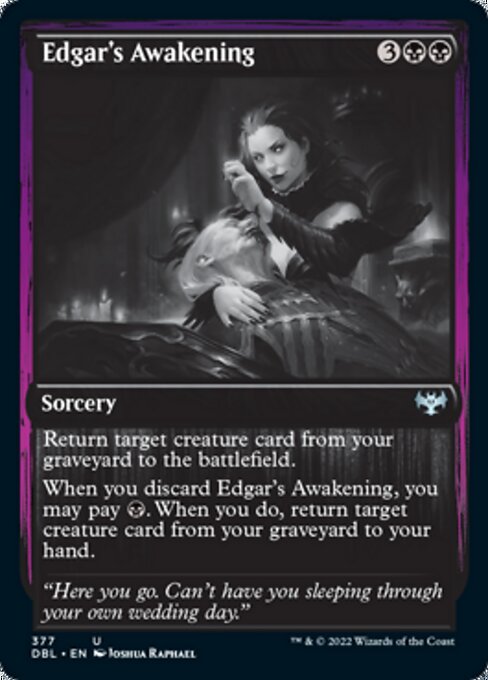 Edgar's Awakening 3
Sorcery
Return target creature card from your
graveyard to the battlefield.
When you discard Edgar's Awakening, you
may pay . When you do, return target
creature card from your graveyard to your
hand.
"Here you go. Can't have you sleeping through
your own wedding day."
377 U
DBL • EN Joshua Raphael
™ & © 2022 Wizards of the Coast